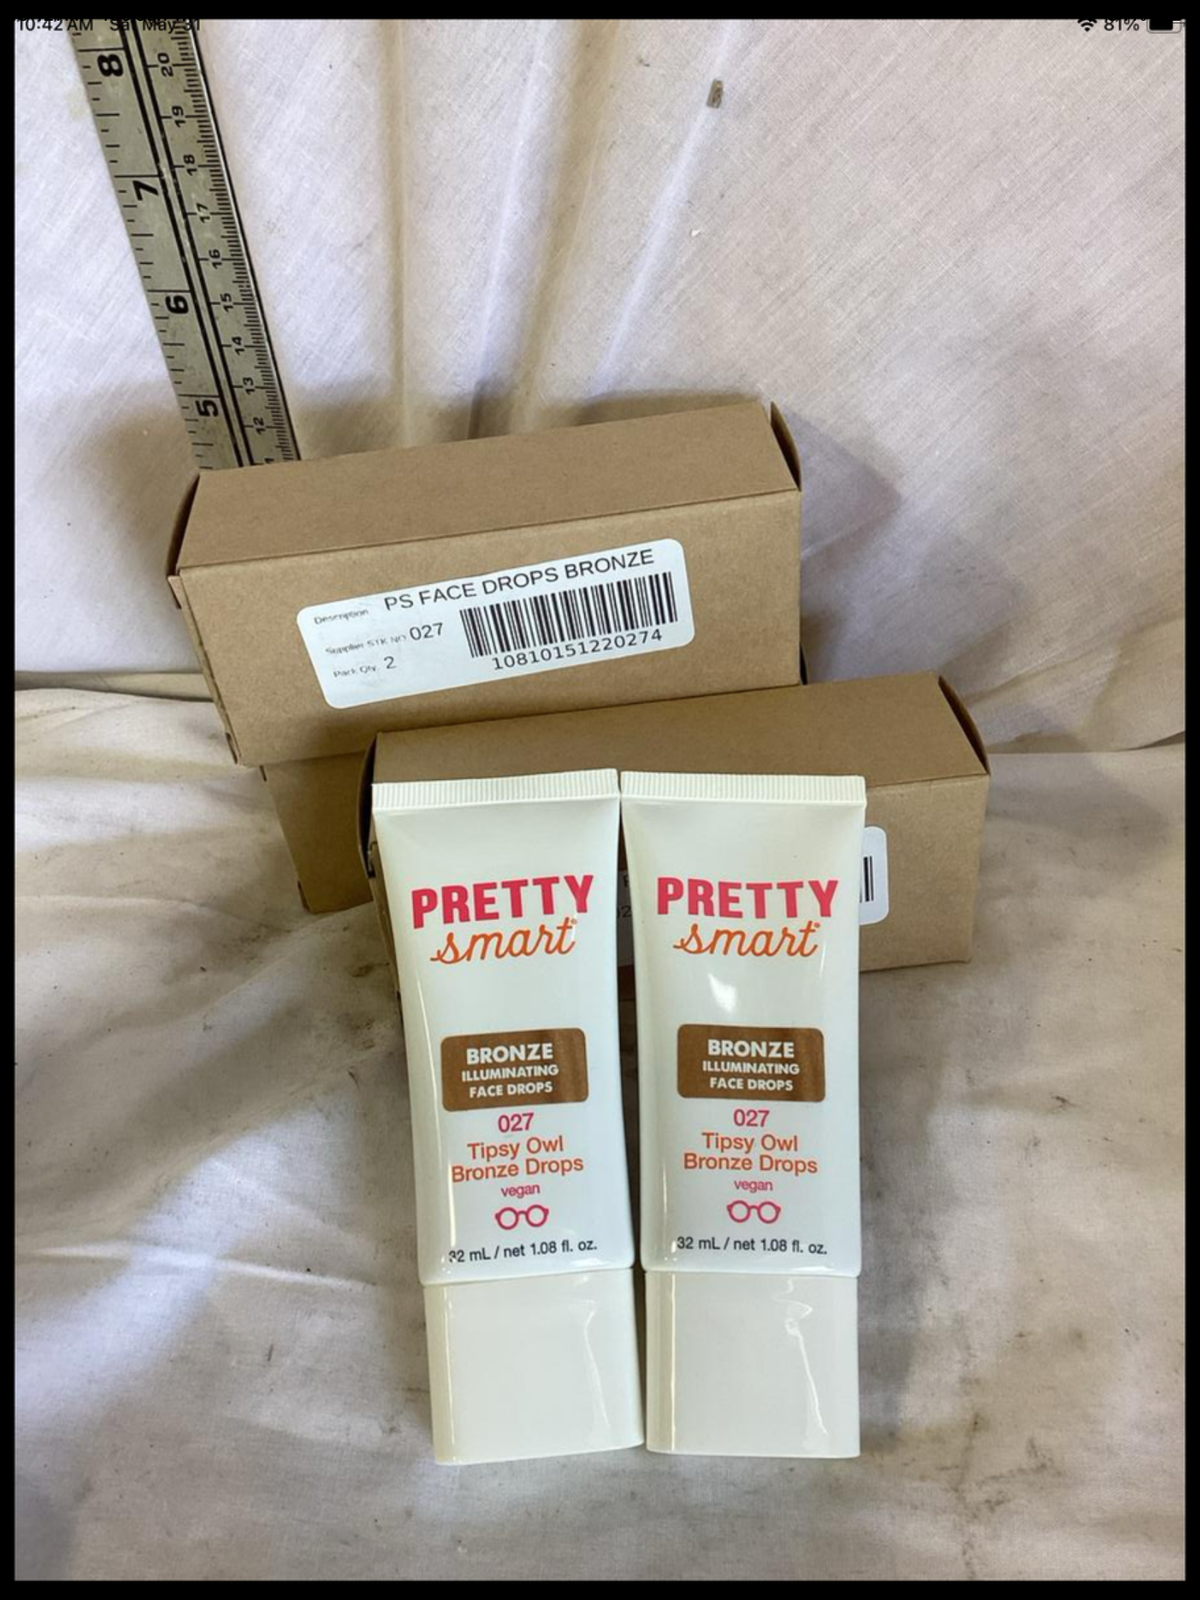 10:42 AM Sat May 31
81%
8
7
6
5
20
19
18
17
16
15
14
13
12
Description PS FACE DROPS BRONZE
Supplier STK NO 027
Pack Qty. 2
10810151220274
PRETTY
smart
BRONZE
ILLUMINATING
FACE DROPS
027
Tipsy Owl
Bronze Drops
vegan
32 mL / net 1.08 fl. oz.
PRETTY
smart
BRONZE
ILLUMINATING
FACE DROPS
027
Tipsy Owl
Bronze Drops
vegan
32 mL / net 1.08 fl. oz.